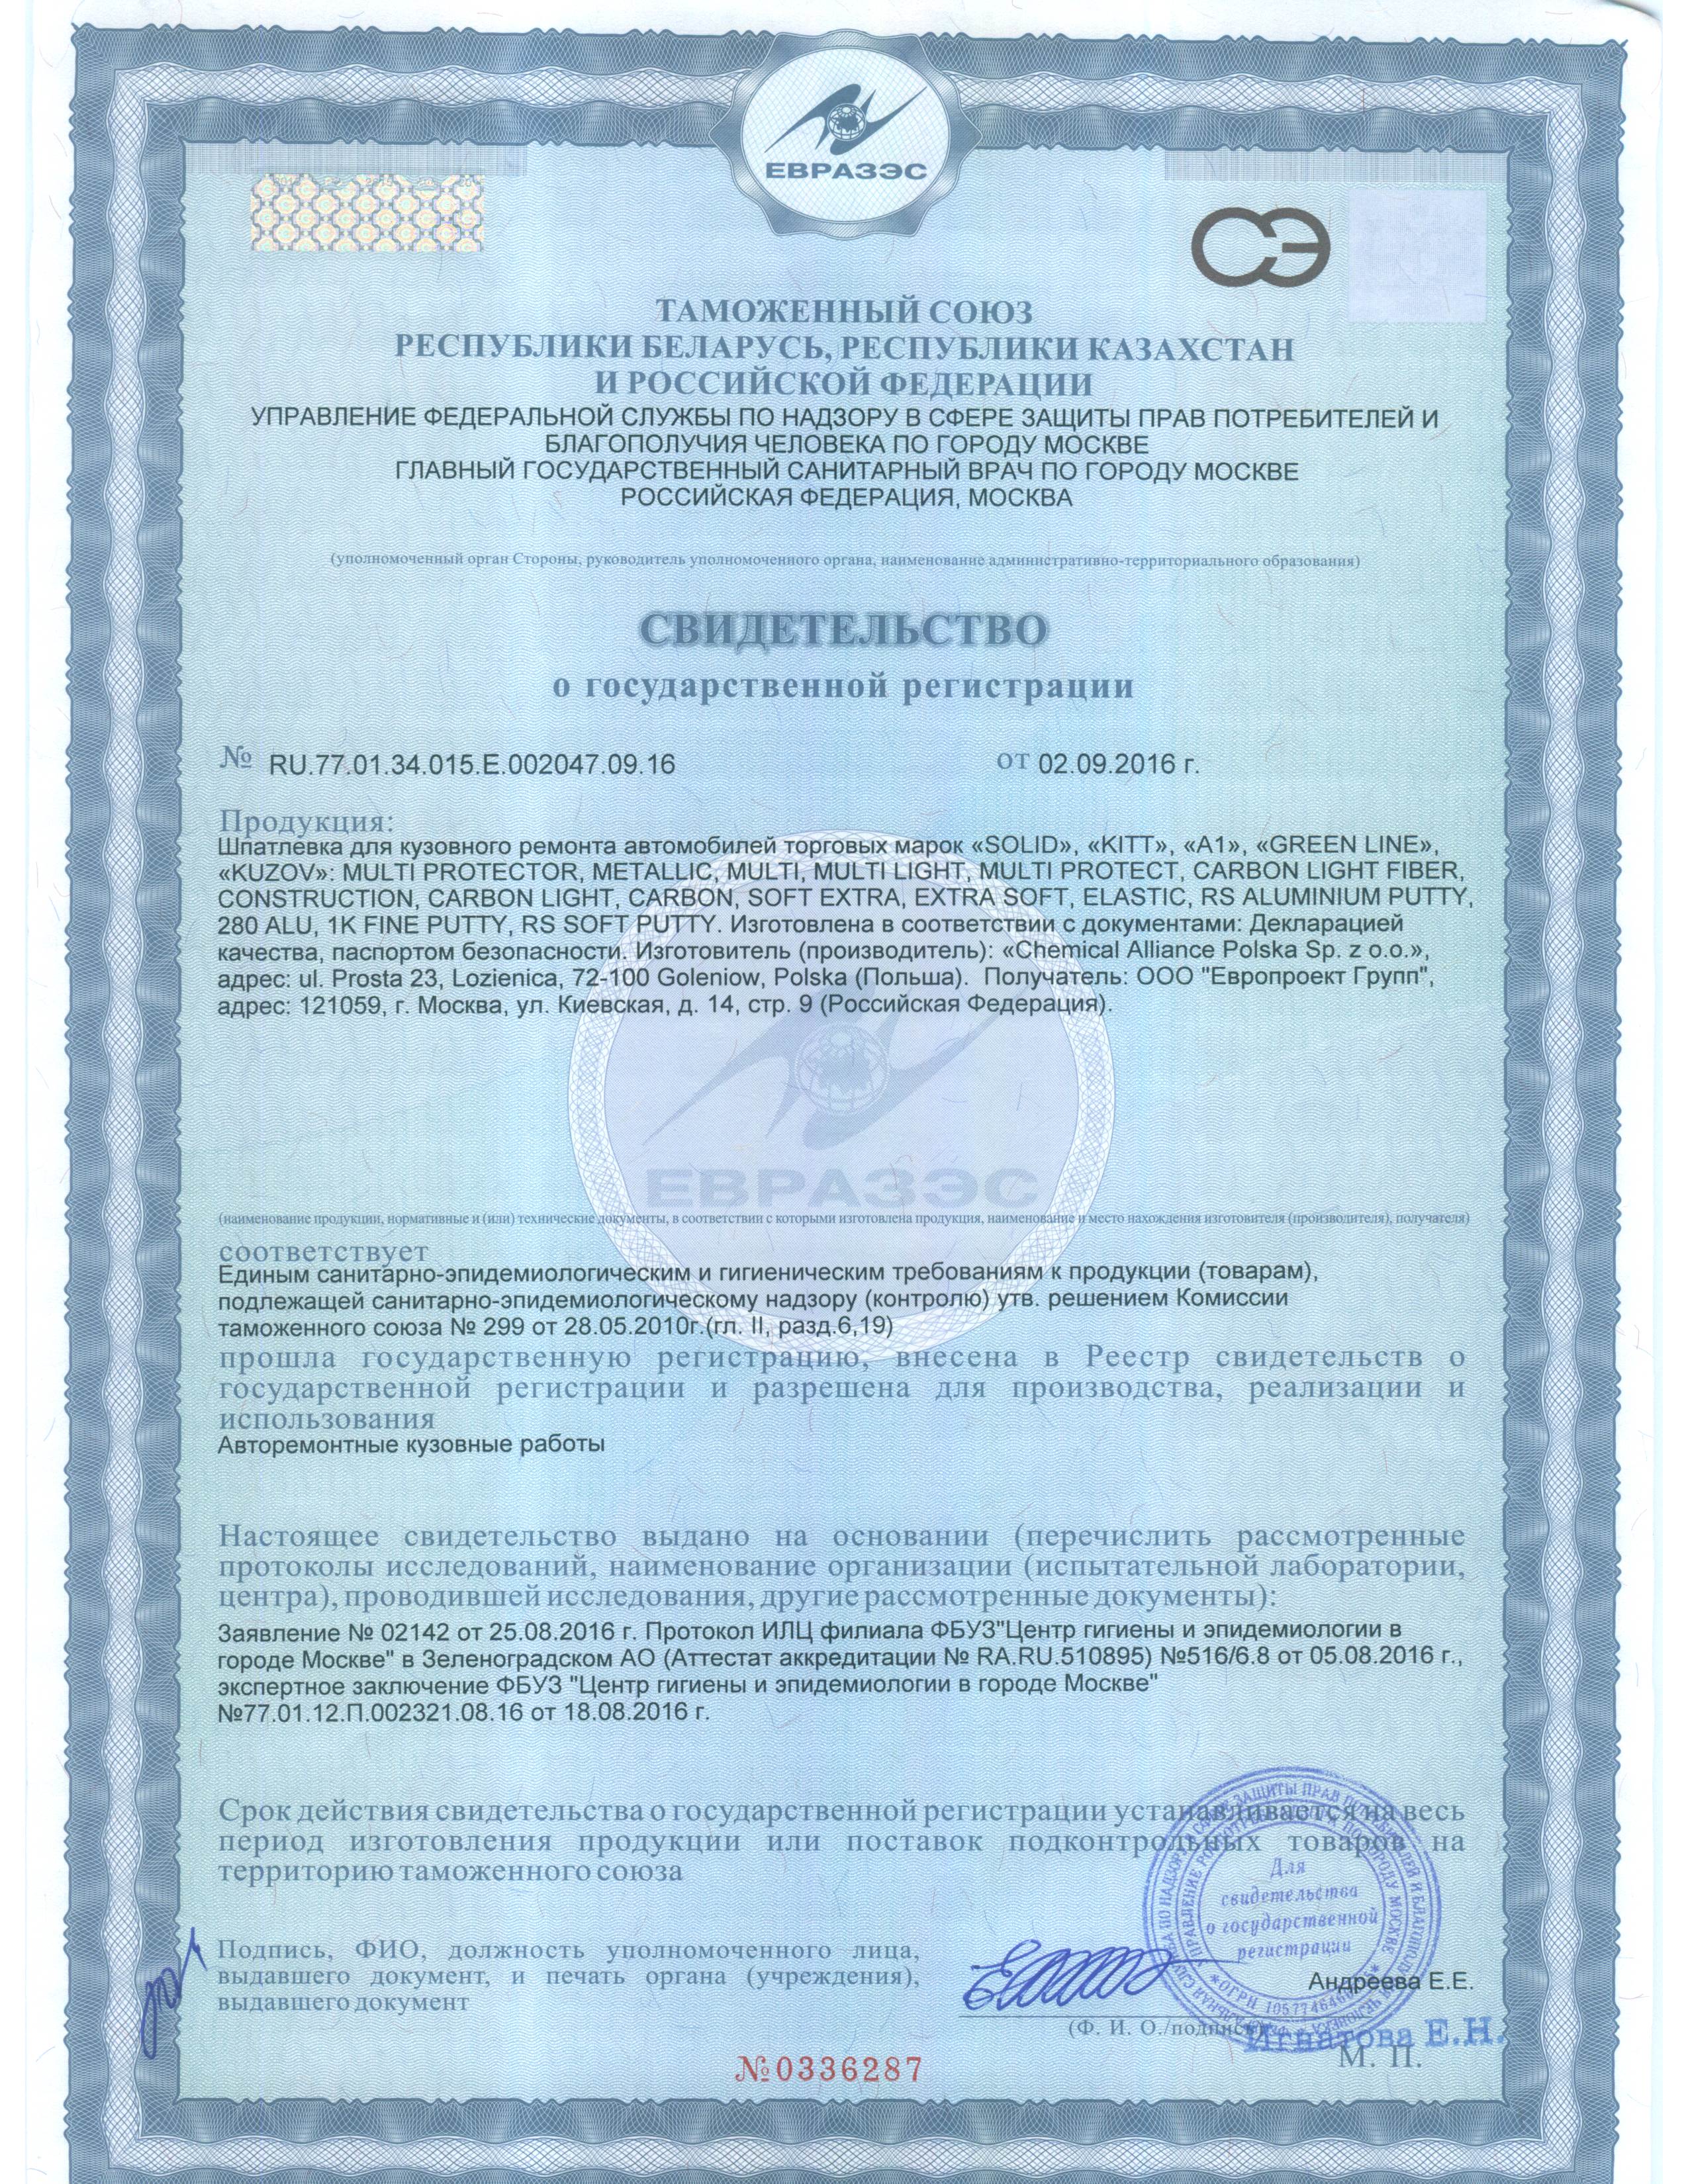 ЕВРАЗЭС
СЭ
ТАМОЖЕННЫЙ СОЮЗ
РЕСПУБЛИКИ БЕЛАРУСЬ, РЕСПУБЛИКИ КАЗАХСТАН
И РОССИЙСКОЙ ФЕДЕРАЦИИ
УПРАВЛЕНИЕ ФЕДЕРАЛЬНОЙ СЛУЖБЫ ПО НАДЗОРУ В СФЕРЕ ЗАЩИТЫ ПРАВ ПОТРЕБИТЕЛЕЙ И
БЛАГОПОЛУЧИЯ ЧЕЛОВЕКА ПО ГОРОДУ МОСКВЕ
ГЛАВНЫЙ ГОСУДАРСТВЕННЫЙ САНИТАРНЫЙ ВРАЧ ПО ГОРОДУ МОСКВЕ
РОССИЙСКАЯ ФЕДЕРАЦИЯ, МОСКВА
(уполномоченный орган Стороны, руководитель уполномоченного органа, наименование административно-территориального образования)
СВИДЕТЕЛЬСТВО
о государственной регистрации
№ RU.77.01.34.015.Е.002047.09.16 от 02.09.2016 г.
Продукция:
Шпатлевка для кузовного ремонта автомобилей торговых марок «SOLID», «KITT», «A1», «GREEN LINE»,
«KUZOV»: MULTI PROTECTOR, METALLIC, MULTI, MULTI LIGHT, MULTI PROTECT, CARBON LIGHT FIBER,
CONSTRUCTION, CARBON LIGHT, CARBON, SOFT EXTRA, EXTRA SOFT, ELASTIC, RS ALUMINIUM PUTTY,
280 ALU, 1K FINE PUTTY, RS SOFT PUTTY. Изготовлена в соответствии с документами: Декларацией
качества, паспортом безопасности. Изготовитель (производитель): «Chemical Alliance Polska Sp. z o.o.»,
адрес: ul. Prosta 23, Lozienica, 72-100 Goleniow, Polska (Польша). Получатель: ООО "Европроект Групп",
адрес: 121059, г. Москва, ул. Киевская, д. 14, стр. 9 (Российская Федерация).
ЕВРАЗЭС
(наименование продукции, нормативные и (или) технические документы, в соответствии с которыми изготовлена продукция, наименование и место нахождения изготовителя (производителя), получателя)
соответствует
Единым санитарно-эпидемиологическим и гигиеническим требованиям к продукции (товарам),
подлежащей санитарно-эпидемиологическому надзору (контролю) утв. решением Комиссии
таможенного союза № 299 от 28.05.2010г.(гл. II, разд.6,19)
прошла государственную регистрацию, внесена в Реестр свидетельств о
государственной регистрации и разрешена для производства, реализации и
использования
Авторемонтные кузовные работы
Настоящее свидетельство выдано на основании (перечислить рассмотренные
протоколы исследований, наименование организации (испытательной лаборатории,
центра), проводившей исследования, другие рассмотренные документы):
Заявление № 02142 от 25.08.2016 г. Протокол ИЛЦ филиала ФБУЗ"Центр гигиены и эпидемиологии в
городе Москве" в Зеленоградском АО (Аттестат аккредитации № RA.RU.510895) №516/6.8 от 05.08.2016 г.,
экспертное заключение ФБУЗ "Центр гигиены и эпидемиологии в городе Москве"
№77.01.12.П.002321.08.16 от 18.08.2016 г.
Срок действия свидетельства о государственной регистрации устанавливается на весь
период изготовления продукции или поставок подконтрольных товаров на
территорию таможенного союза
Для
свидетельства
о государственной
регистрации
Подпись, ФИО, должность уполномоченного лица,
выдавшего документ, и печать органа (учреждения),
выдавшего документ
Андреева Е.Е.
(Ф. И. О./подпись)
Игнатова Е.Н.
М. П.
№0336287